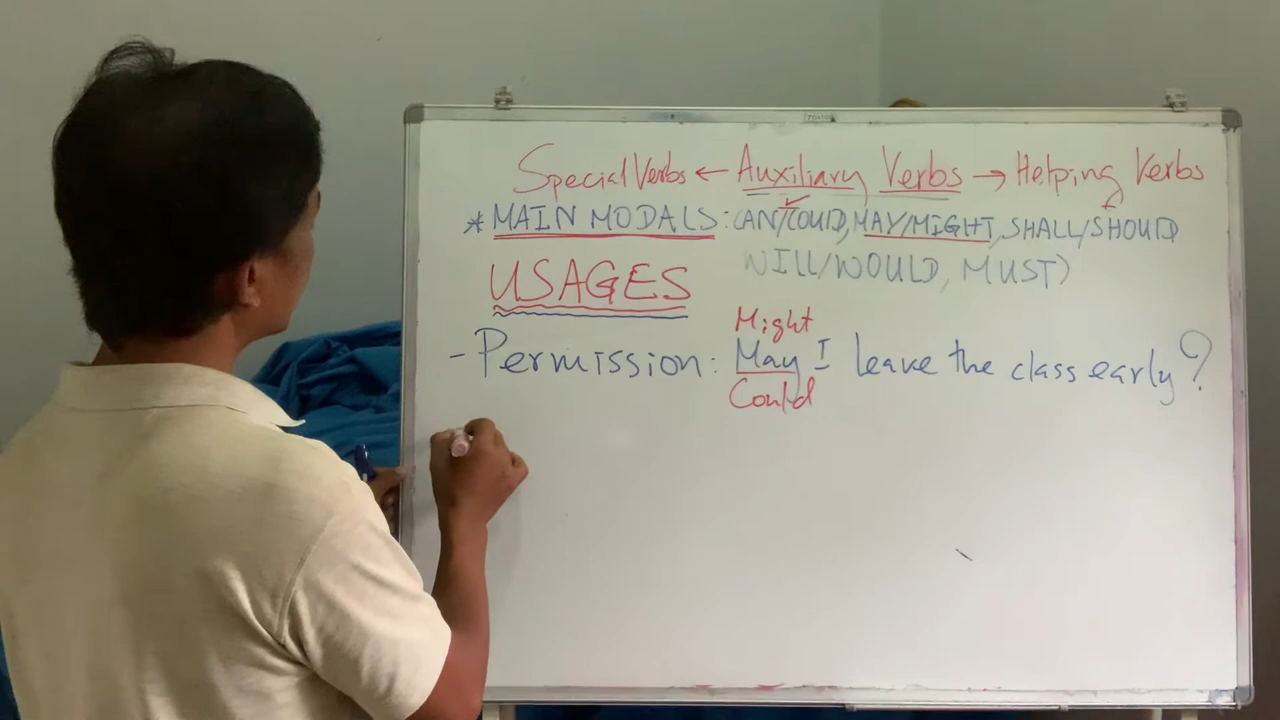 Special Verbs ← Auxiliary Verbs → Helping Verbs
* MAIN MODALS: CAN/COULD, MAY/MIGHT, SHALL/SHOULD
WILL/WOULD, MUST)
USAGES
Might
- Permission: May I leave the class early?
Could